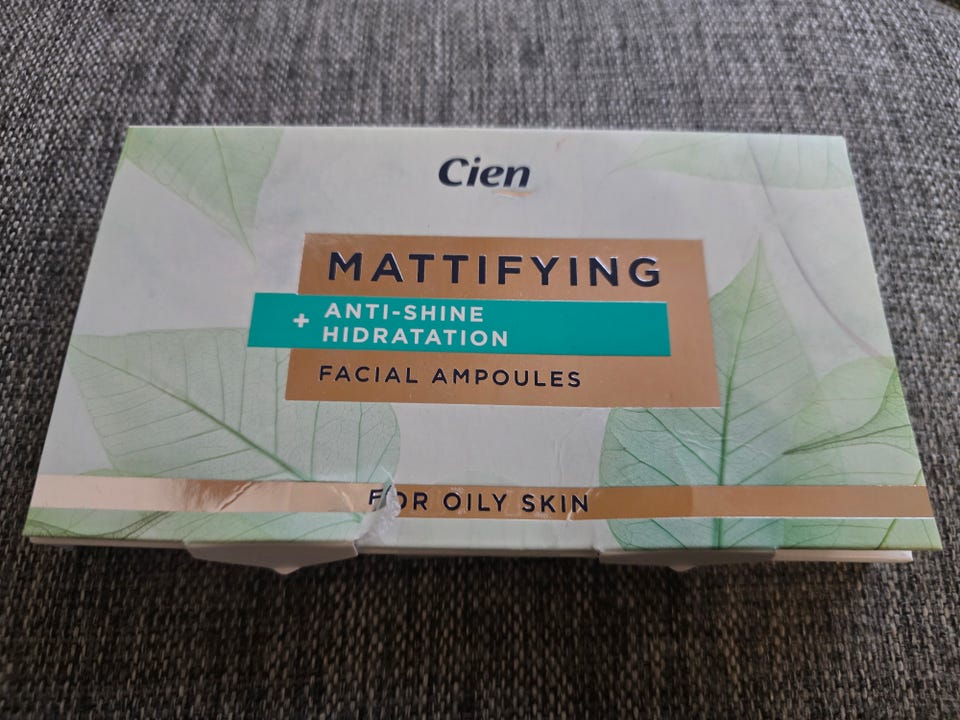 Cien
MATTIFYING
+ ANTI-SHINE
HIDRATATION
FACIAL AMPOULES
FOR OILY SKIN